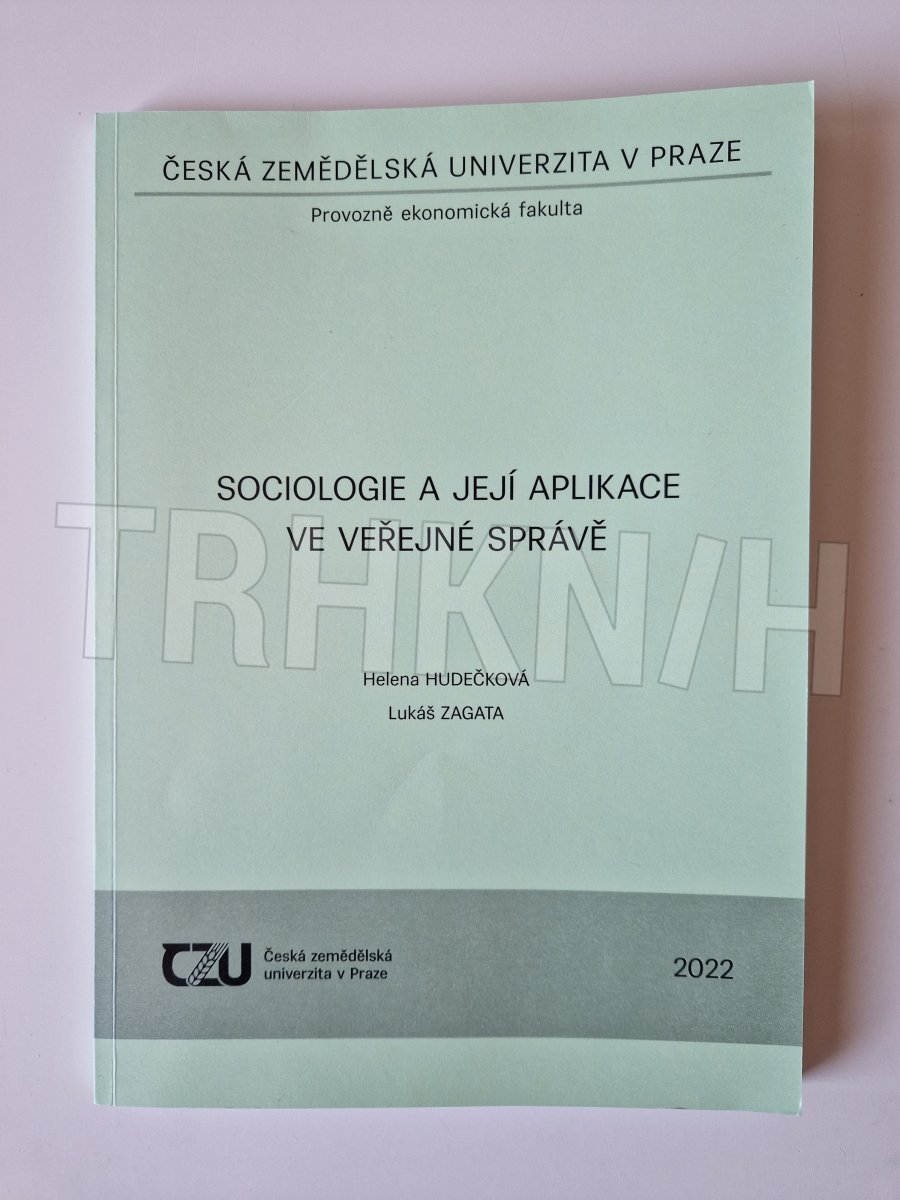 ČESKÁ ZEMĚDĚLSKÁ UNIVERZITA V PRAZE
Provozně ekonomická fakulta
SOCIOLOGIE A JEJÍ APLIKACE
VE VEŘEJNÉ SPRÁVĚ
TRHKNIH
Helena HUDEČKOVÁ
Lukáš ZAGATA
CZU Česká zemědělská
univerzita v Praze
2022